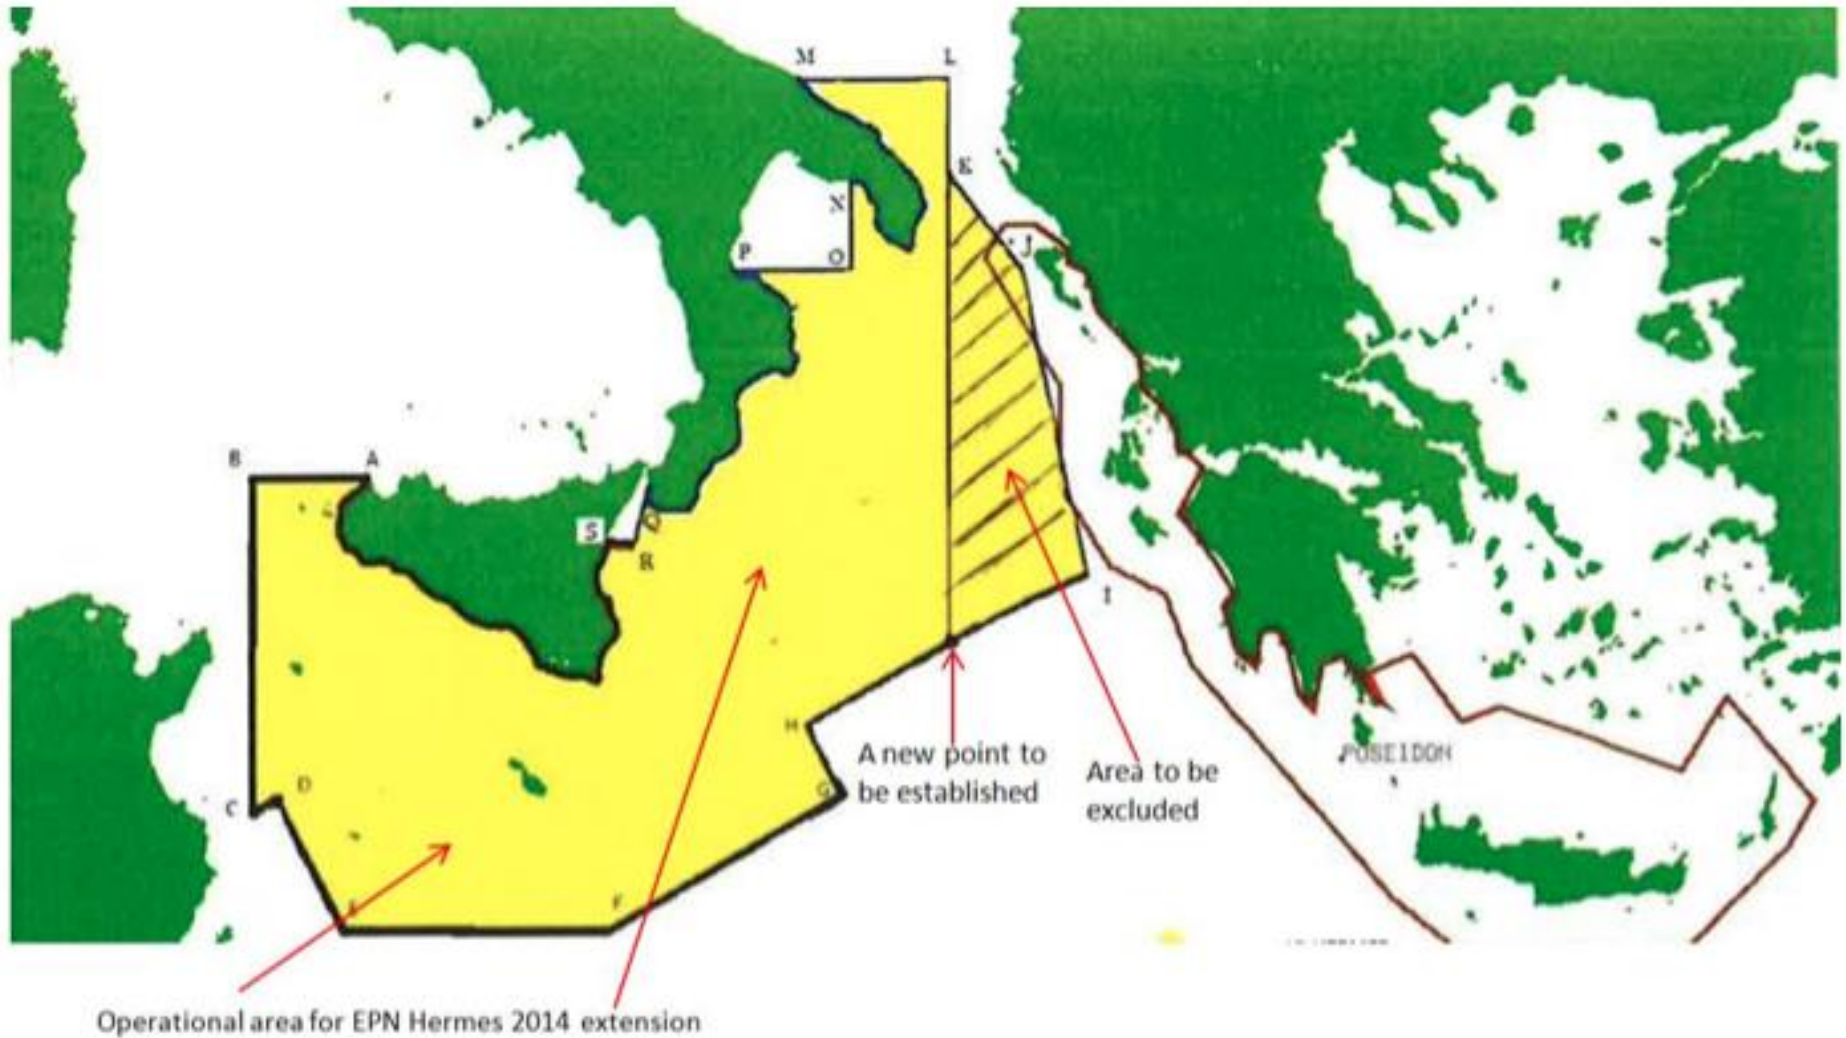 M
L
K
N
J
P
O
B
A
S
Q
R
I
H
D
G
C
F
A new point to
be established
Area to be
excluded
POSEIDON
Operational area for EPN Hermes 2014 extension